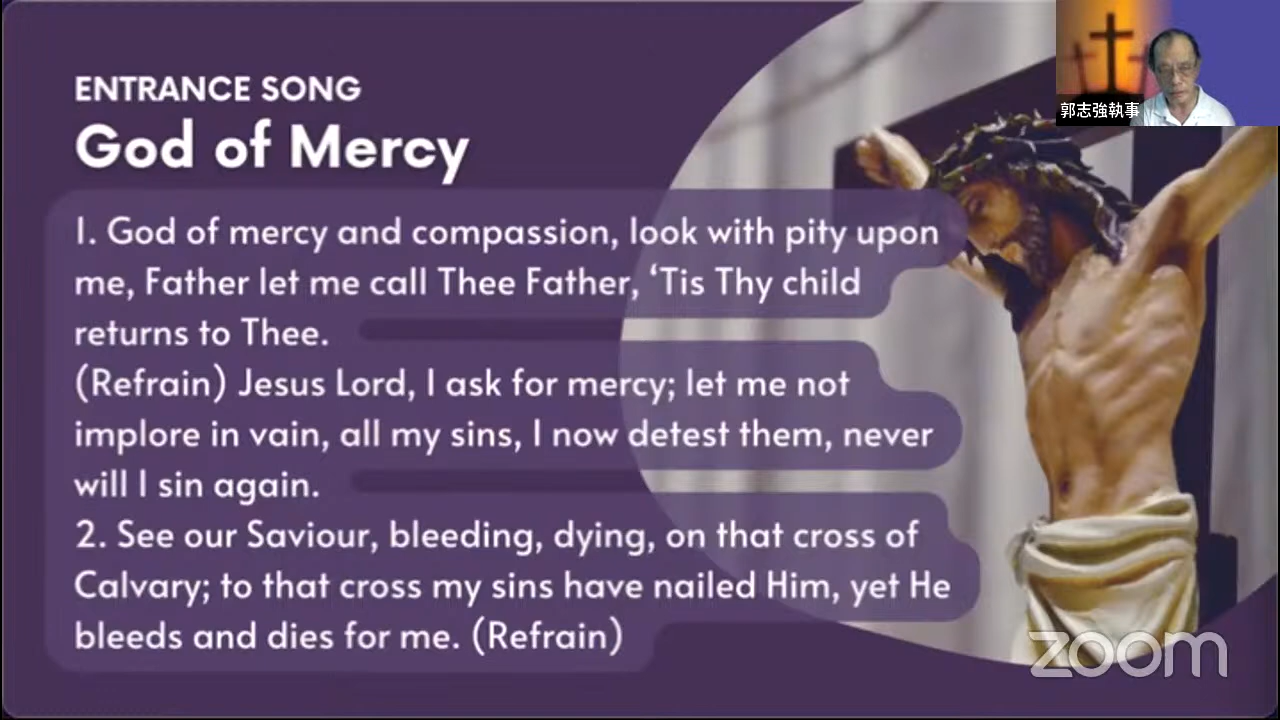 ENTRANCE SONG
God of Mercy
郭志強執事
1. God of mercy and compassion, look with pity upon
me, Father let me call Thee Father, ‘Tis Thy child
returns to Thee.
(Refrain) Jesus Lord, I ask for mercy; let me not
implore in vain, all my sins, I now detest them, never
will I sin again.
2. See our Saviour, bleeding, dying, on that cross of
Calvary; to that cross my sins have nailed Him, yet He
bleeds and dies for me. (Refrain)
zoom